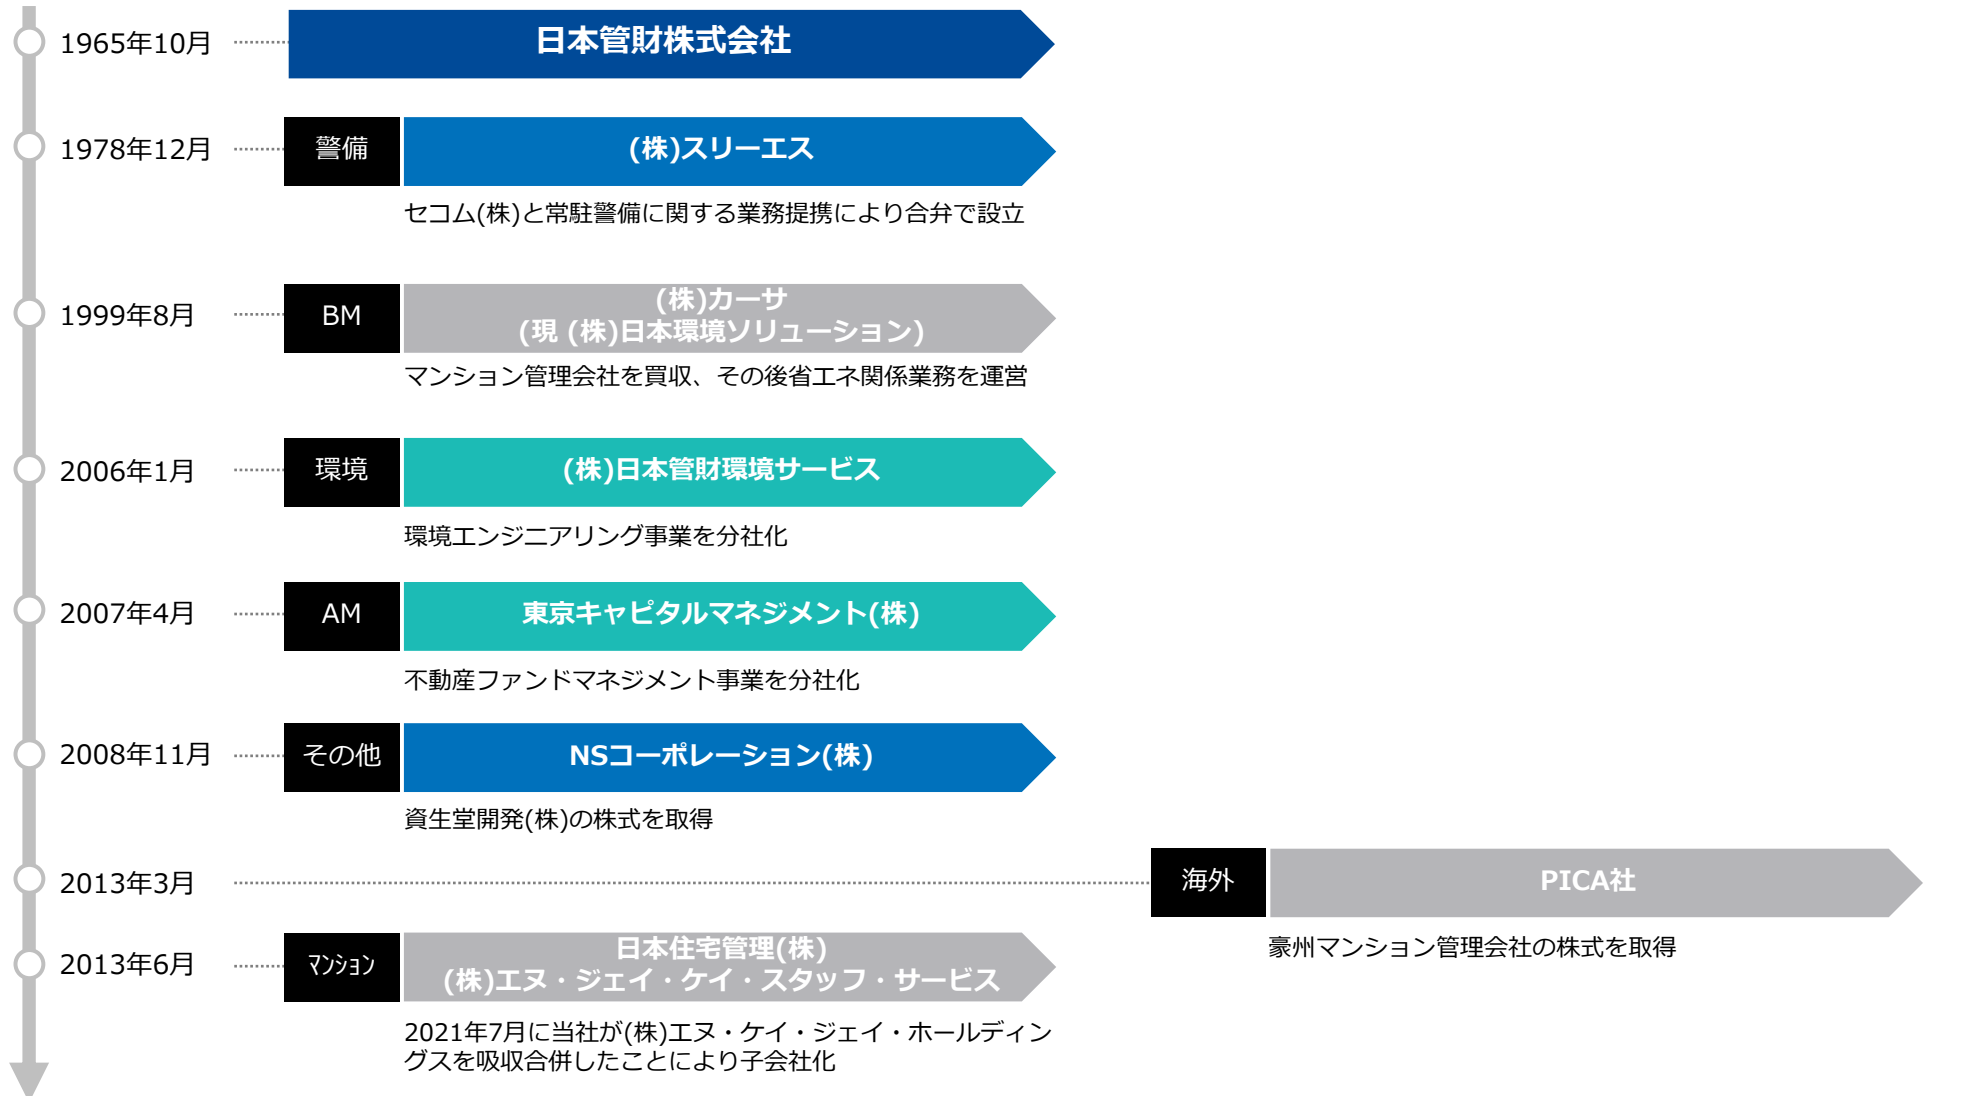 1965年10月
日本管財株式会社
1978年12月
警備
(株)スリーエス
セコム(株)と常駐警備に関する業務提携により合弁で設立
1999年8月
BM
(株)カーサ
(現 (株)日本環境ソリューション)
マンション管理会社を買収、その後省エネ関係業務を運営
2006年1月
環境
(株)日本管財環境サービス
環境エンジニアリング事業を分社化
2007年4月
AM
東京キャピタルマネジメント(株)
不動産ファンドマネジメント事業を分社化
2008年11月
その他
NSコーポレーション(株)
資生堂開発(株)の株式を取得
2013年3月
海外
PICA社
豪州マンション管理会社の株式を取得
2013年6月
ﾏﾝｼｮﾝ
日本住宅管理(株)
(株)エヌ・ジェイ・ケイ・スタッフ・サービス
2021年7月に当社が(株)エヌ・ケイ・ジェイ・ホールディン
グスを吸収合併したことにより子会社化